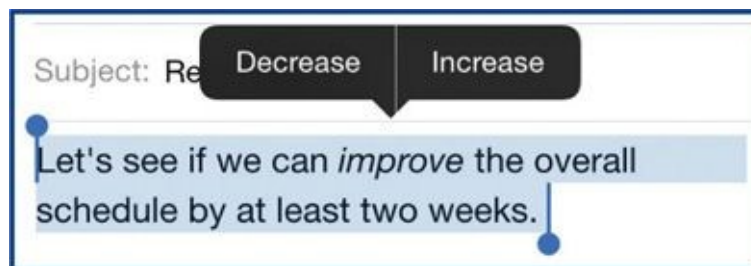 Decrease Increase
Subject: Re
Let's see if we can improve the overall
schedule by at least two weeks.